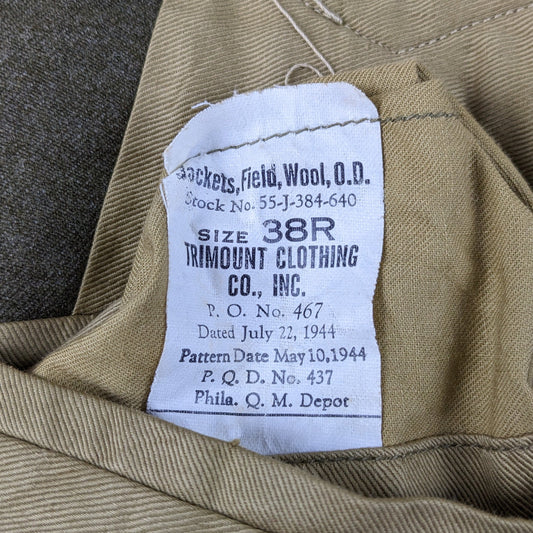 Jackets, Field, Wool, O.D.
Stock No. 55-J-384-640
SIZE 38R
TRIMOUNT CLOTHING
CO., INC.
P. O. No. 467
Dated July 22, 1944
Pattern Date May 10, 1944
P. Q. D. No. 437
Phila. Q. M. Depot